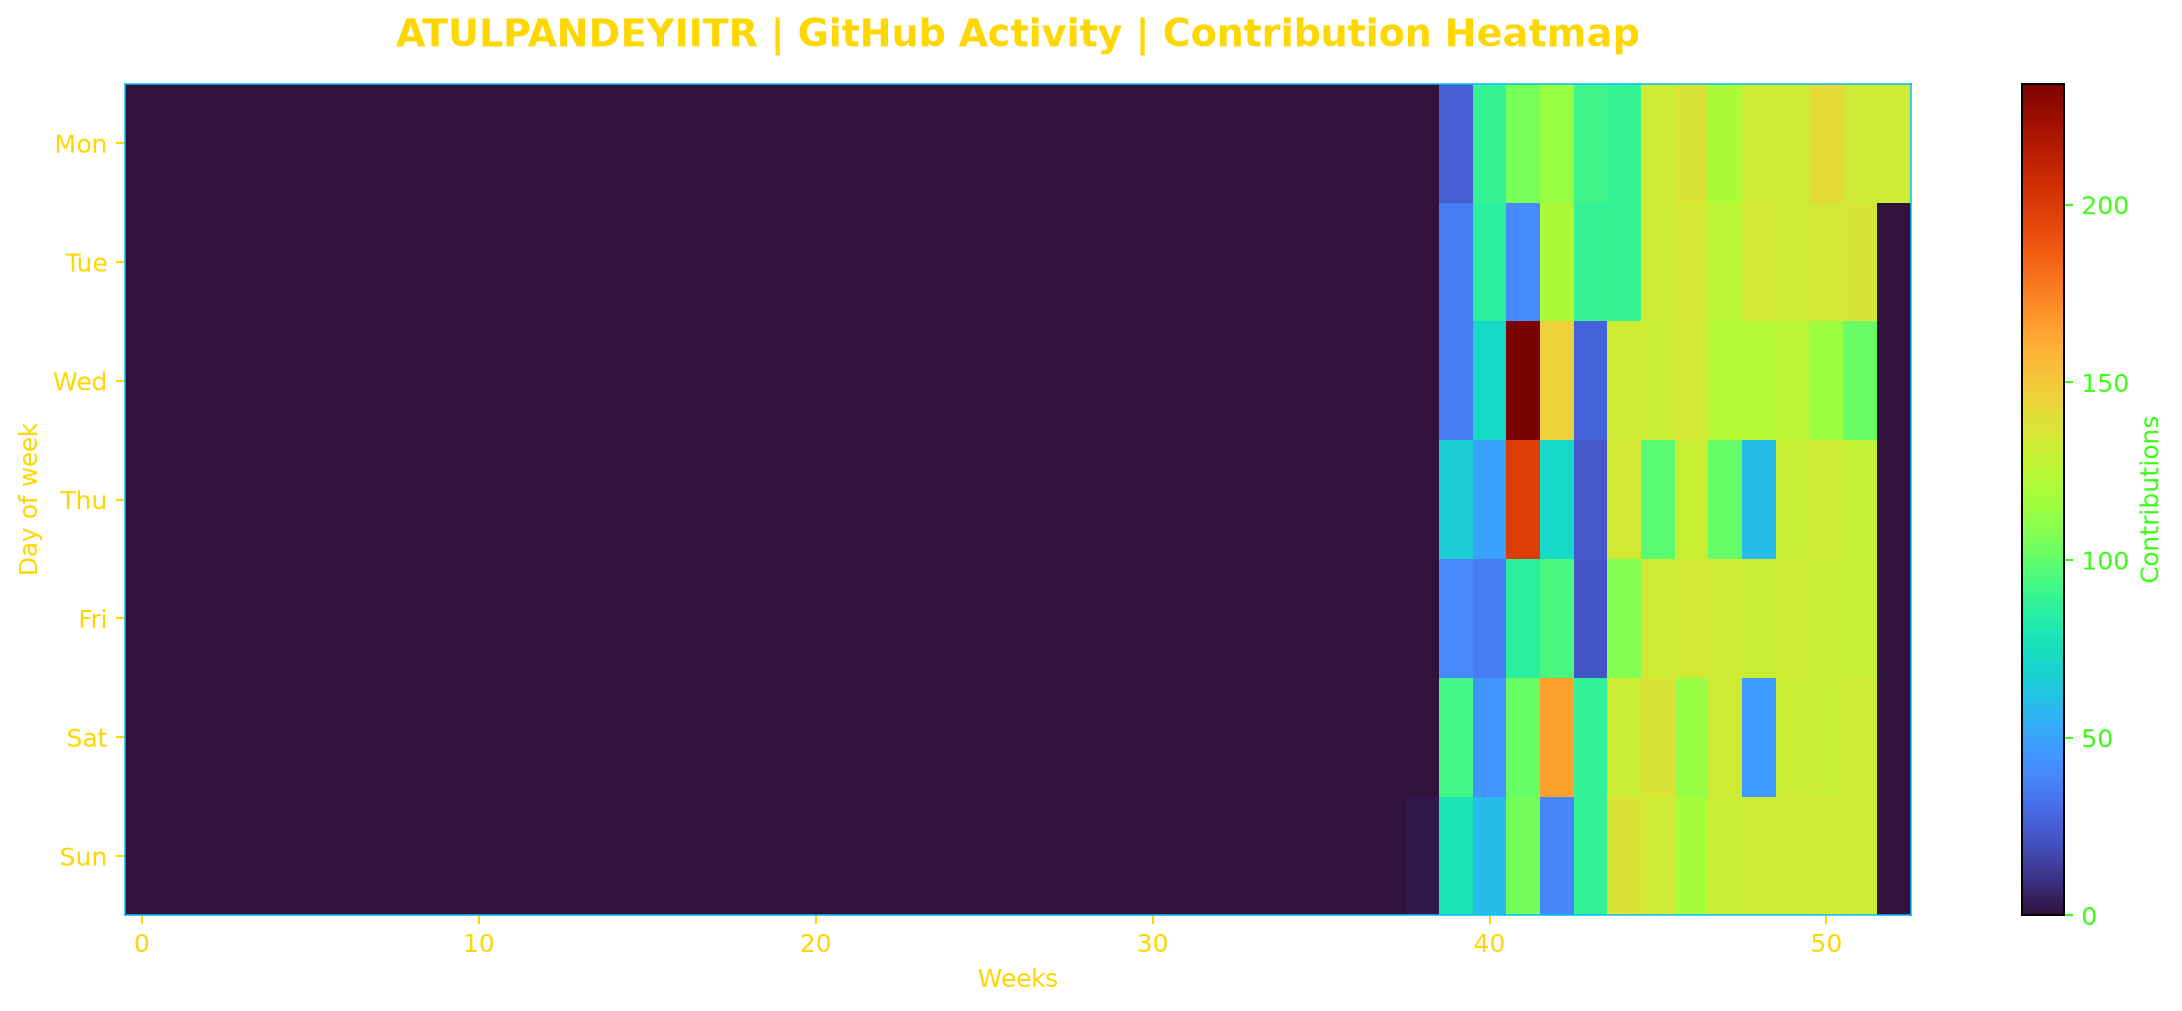 ATULPANDEYIITR | GitHub Activity | Contribution Heatmap
Mon
Tue
Wed
Thu
Fri
Sat
Sun
Day of week
0
10
20
30
40
50
Weeks
200
150
100
50
0
Contributions